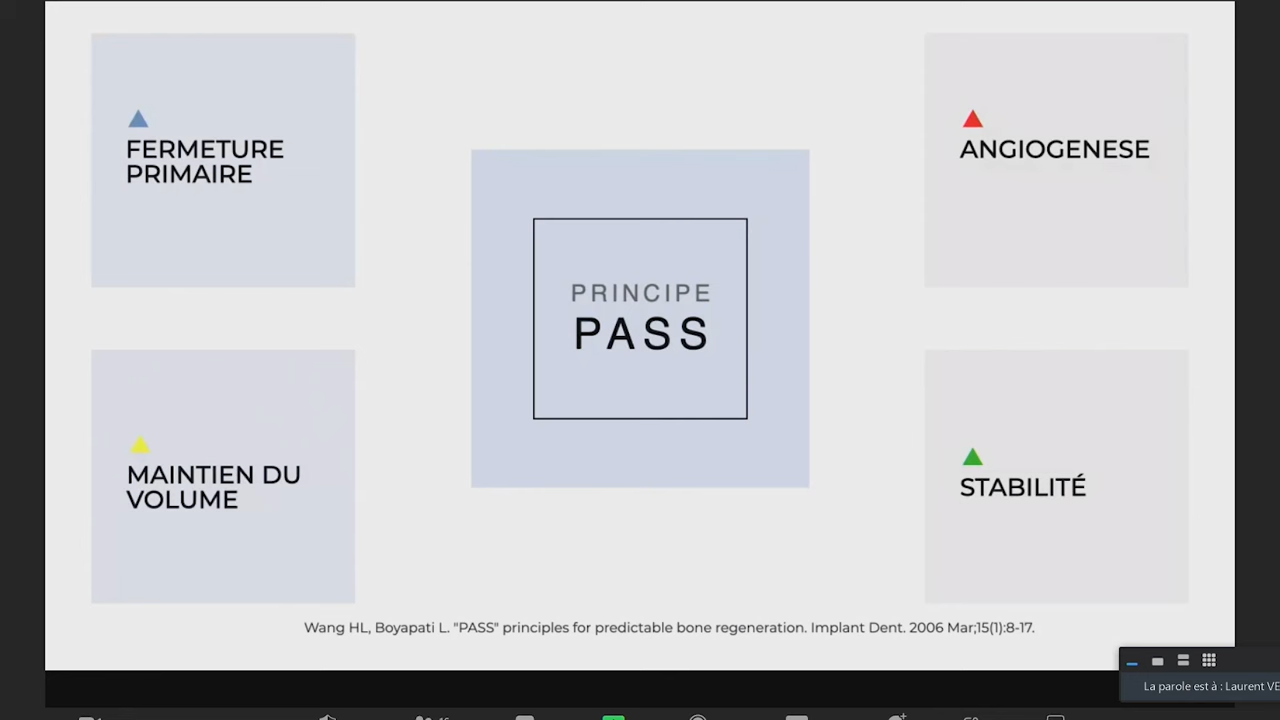 FERMETURE
PRIMAIRE
ANGIOGENESE
PRINCIPE
PASS
MAINTIEN DU
VOLUME
STABILITÉ
Wang HL, Boyapati L. "PASS" principles for predictable bone regeneration. Implant Dent. 2006 Mar;15(1):8-17.
La parole est à : Laurent VE